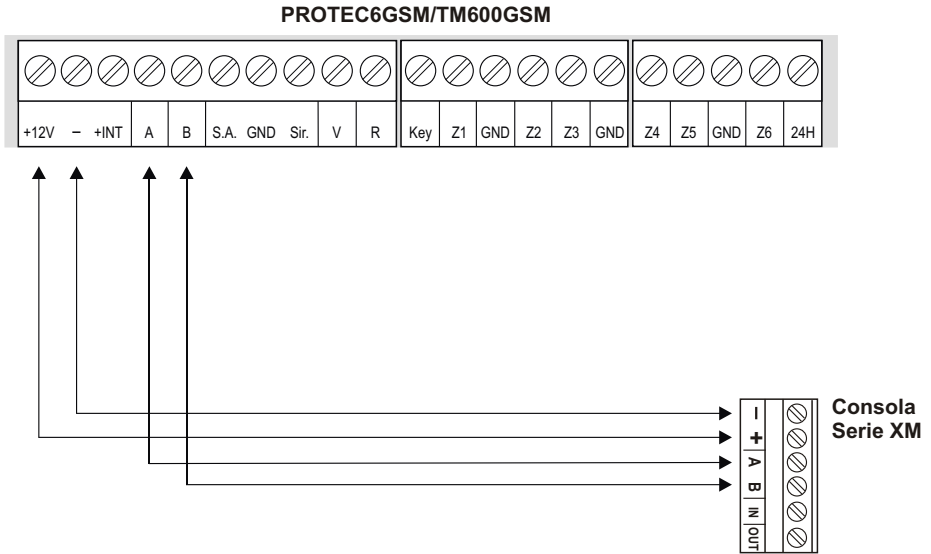 PROTEC6GSM/TM600GSM
+12V – +INT A B S.A. GND Sir. V R Key Z1 GND Z2 Z3 GND Z4 Z5 GND Z6 24H
Consola
Serie XM
–
+
A
B
IN
OUT